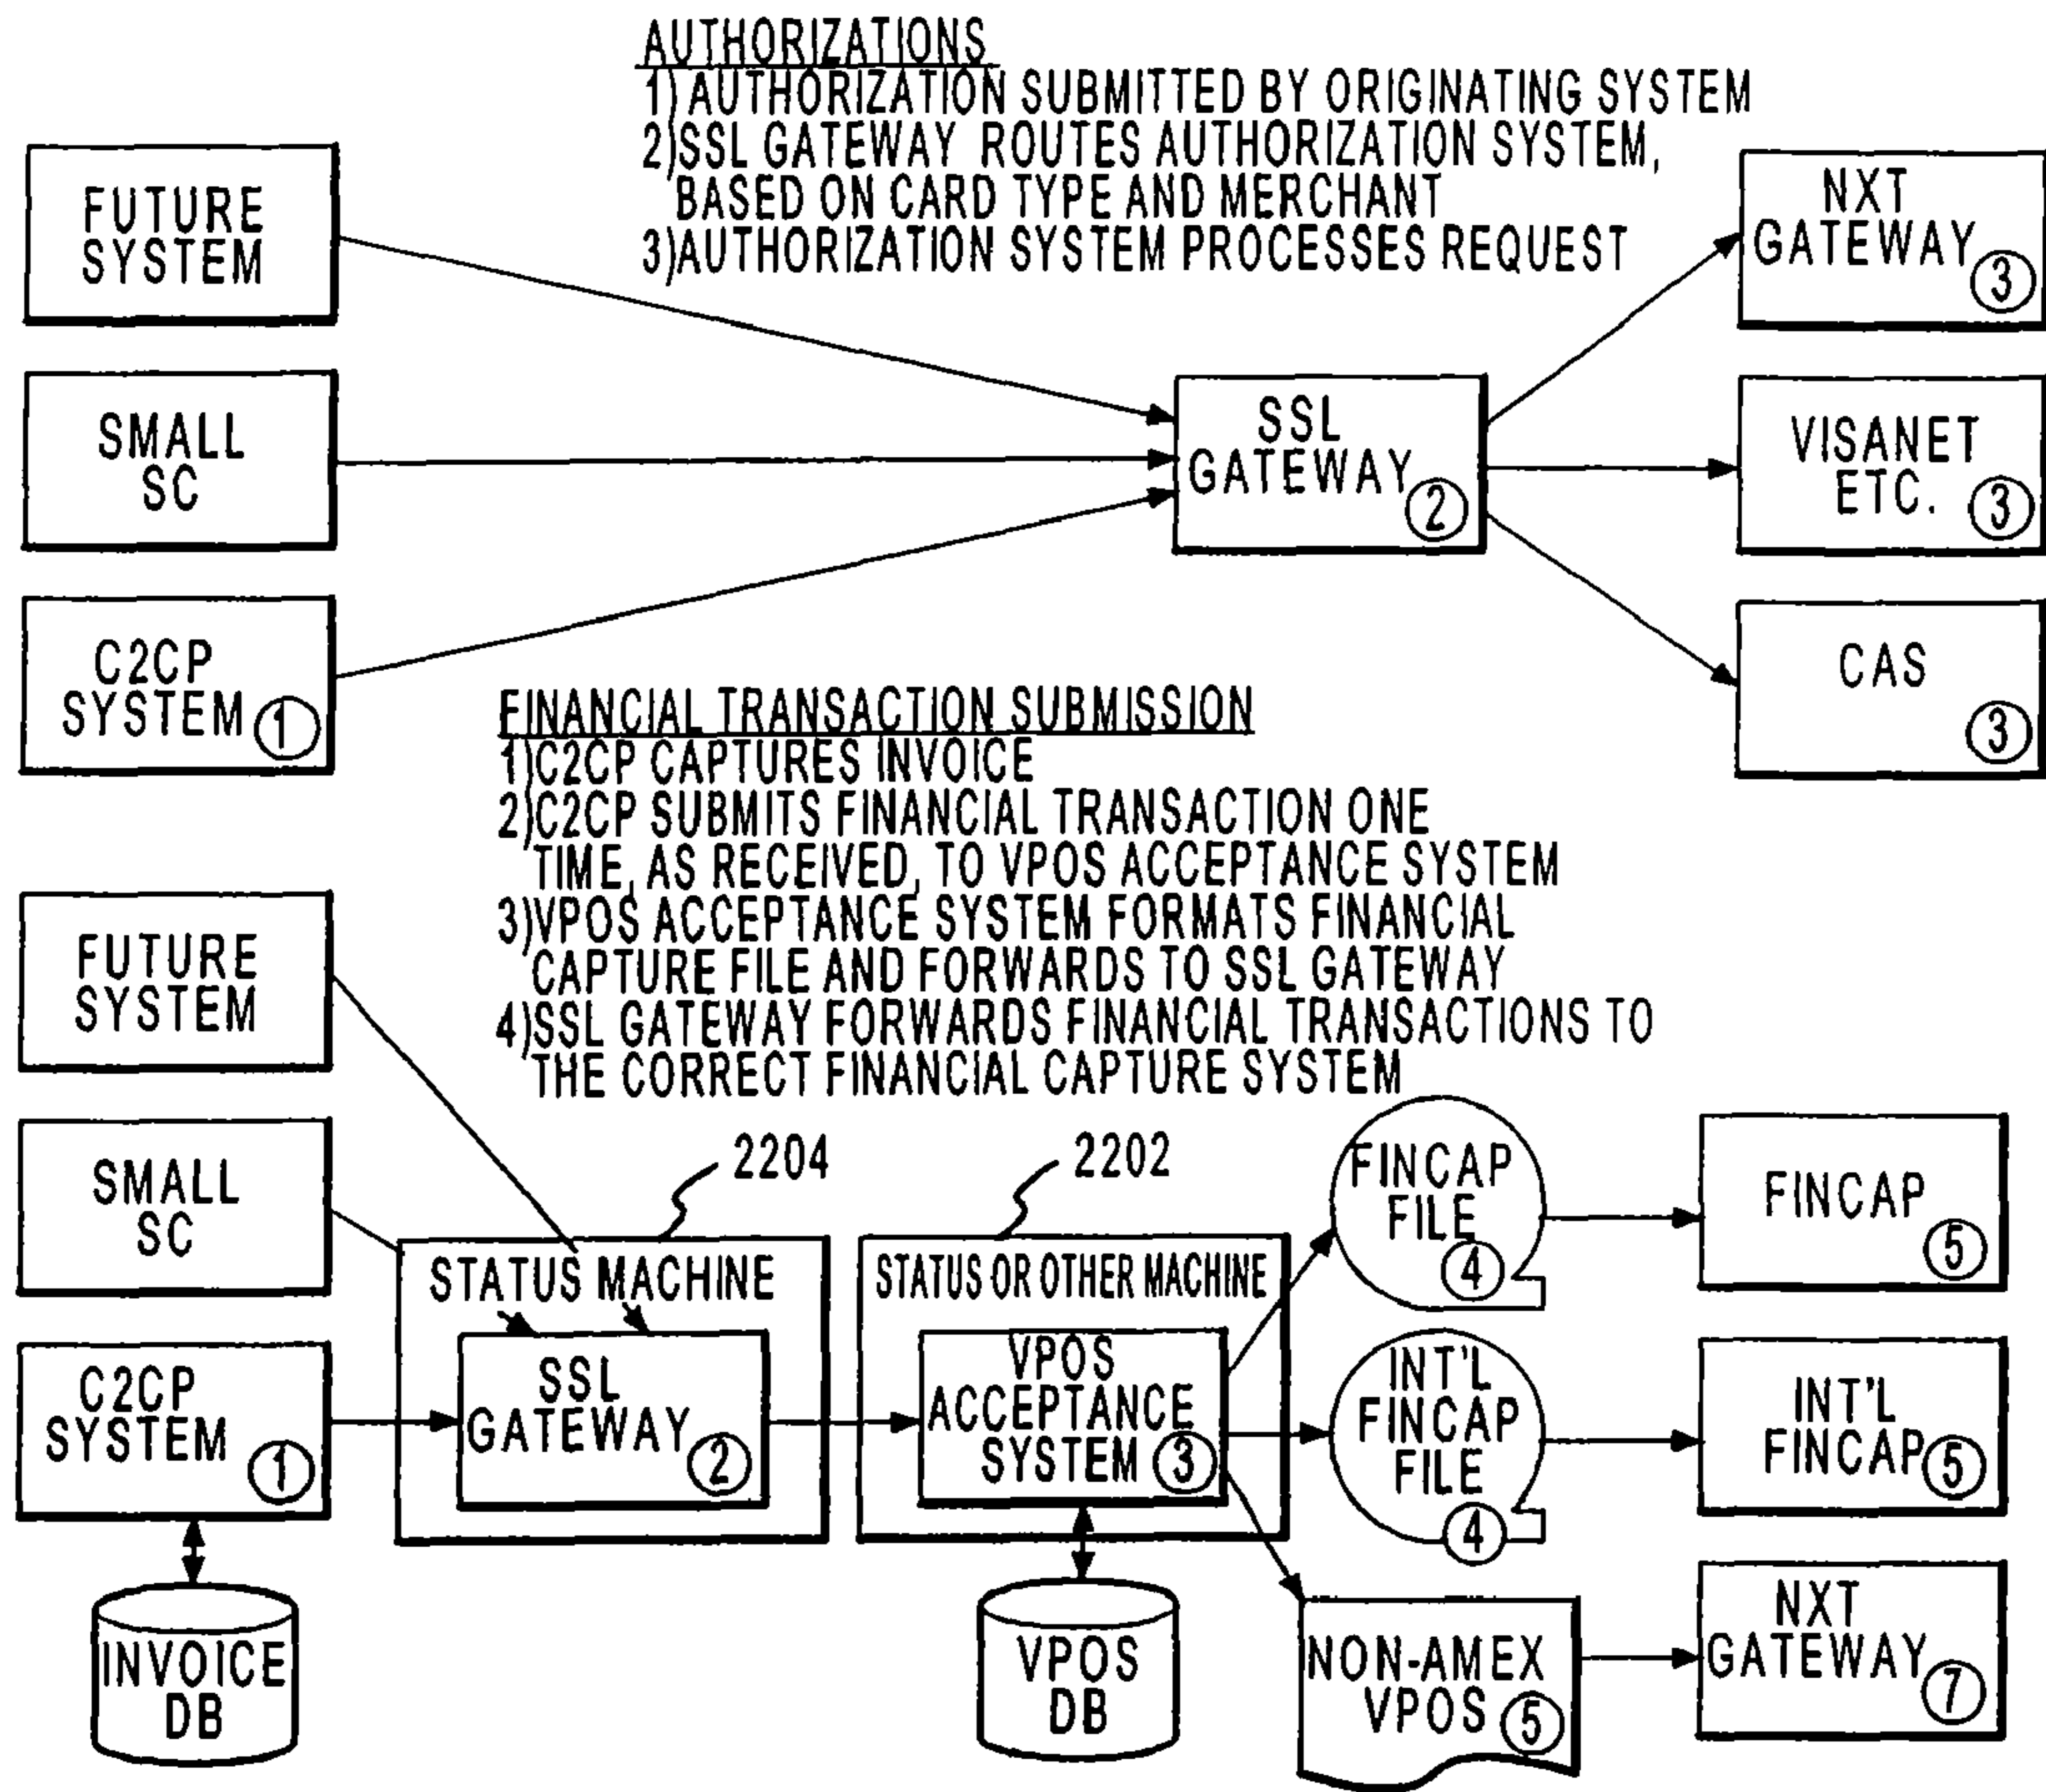 AUTHORIZATIONS
1) AUTHORIZATION SUBMITTED BY ORIGINATING SYSTEM
2) SSL GATEWAY ROUTES AUTHORIZATION SYSTEM,
BASED ON CARD TYPE AND MERCHANT
3) AUTHORIZATION SYSTEM PROCESSES REQUEST
FUTURE
SYSTEM
SMALL
SC
C2CP
SYSTEM 1
SSL
GATEWAY 2
NXT
GATEWAY 3
VISANET
ETC. 3
CAS
3
FINANCIAL TRANSACTION SUBMISSION
1) C2CP CAPTURES INVOICE
2) C2CP SUBMITS FINANCIAL TRANSACTION ONE
TIME, AS RECEIVED, TO VPOS ACCEPTANCE SYSTEM
3) VPOS ACCEPTANCE SYSTEM FORMATS FINANCIAL
CAPTURE FILE AND FORWARDS TO SSL GATEWAY
4) SSL GATEWAY FORWARDS FINANCIAL TRANSACTIONS TO
THE CORRECT FINANCIAL CAPTURE SYSTEM
FUTURE
SYSTEM
SMALL
SC
C2CP
SYSTEM 1
INVOICE
DB
2204
STATUS MACHINE
SSL
GATEWAY 2
2202
STATUS OR OTHER MACHINE
VPOS
ACCEPTANCE
SYSTEM 3
VPOS
DB
FINCAP
FILE
4
INT'L
FINCAP
FILE
4
NON-AMEX
VPOS 5
FINCAP
5
INT'L
FINCAP 5
NXT
GATEWAY 7